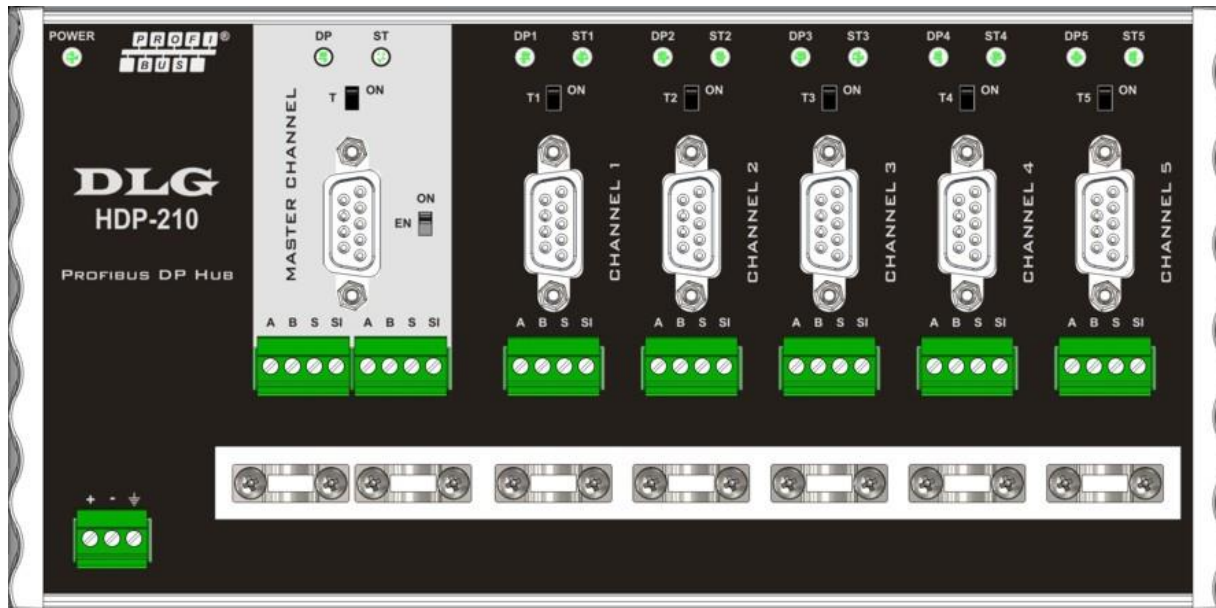 POWER
PROFI®
BUS
DP ST
DP1 ST1
DP2 ST2
DP3 ST3
DP4 ST4
DP5 ST5
T ON
T1 ON
T2 ON
T3 ON
T4 ON
T5 ON
DLG
HDP-210
PROFIBUS DP HUB
MASTER CHANNEL
ON
EN
CHANNEL 1
CHANNEL 2
CHANNEL 3
CHANNEL 4
CHANNEL 5
A B S SI A B S SI
A B S SI
A B S SI
A B S SI
A B S SI
A B S SI
+ -